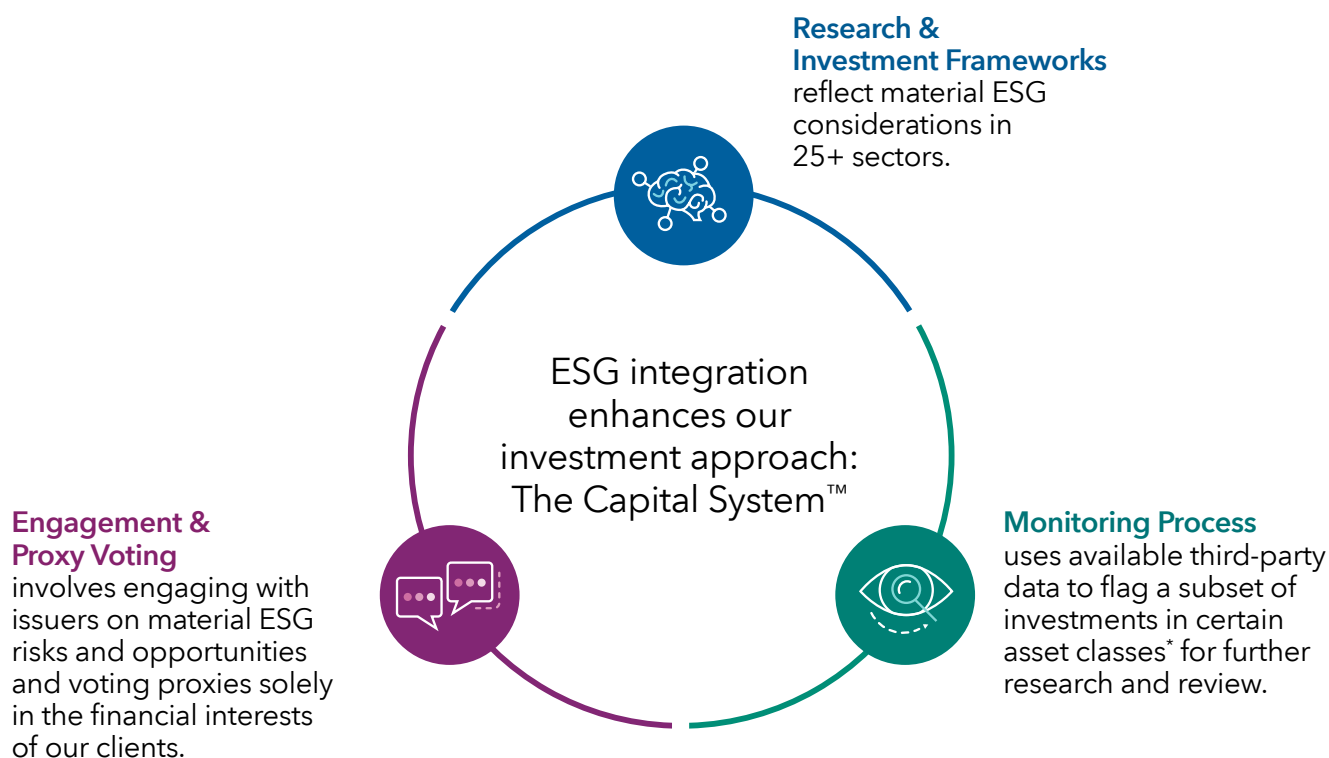 Research &
Investment Frameworks
reflect material ESG
considerations in
25+ sectors.
ESG integration
enhances our
investment approach:
The Capital System™
Engagement &
Proxy Voting
involves engaging with
issuers on material ESG
risks and opportunities
and voting proxies solely
in the financial interests
of our clients.
Monitoring Process
uses available third-party
data to flag a subset of
investments in certain
asset classes* for further
research and review.